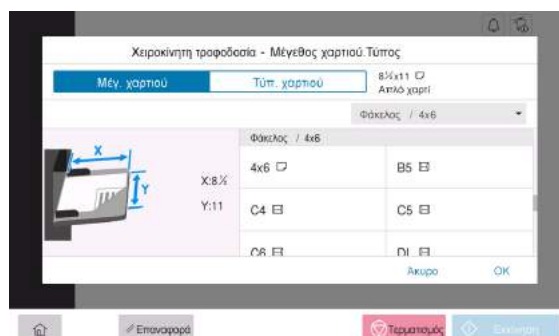 Χειροκίνητη τροφοδοσία - Μέγεθος χαρτιού.Τύπος
Μέγ. χαρτιού
Τύπ. χαρτιού
8½x11
Απλό χαρτί
Φάκελος / 4x6
Φάκελος / 4x6
4x6
B5
X:8½
Y:11
C4
C5
C6
DL
X
Y
Άκυρο
OK
Επαναφορά
Τερματισμός
Εκκίνηση